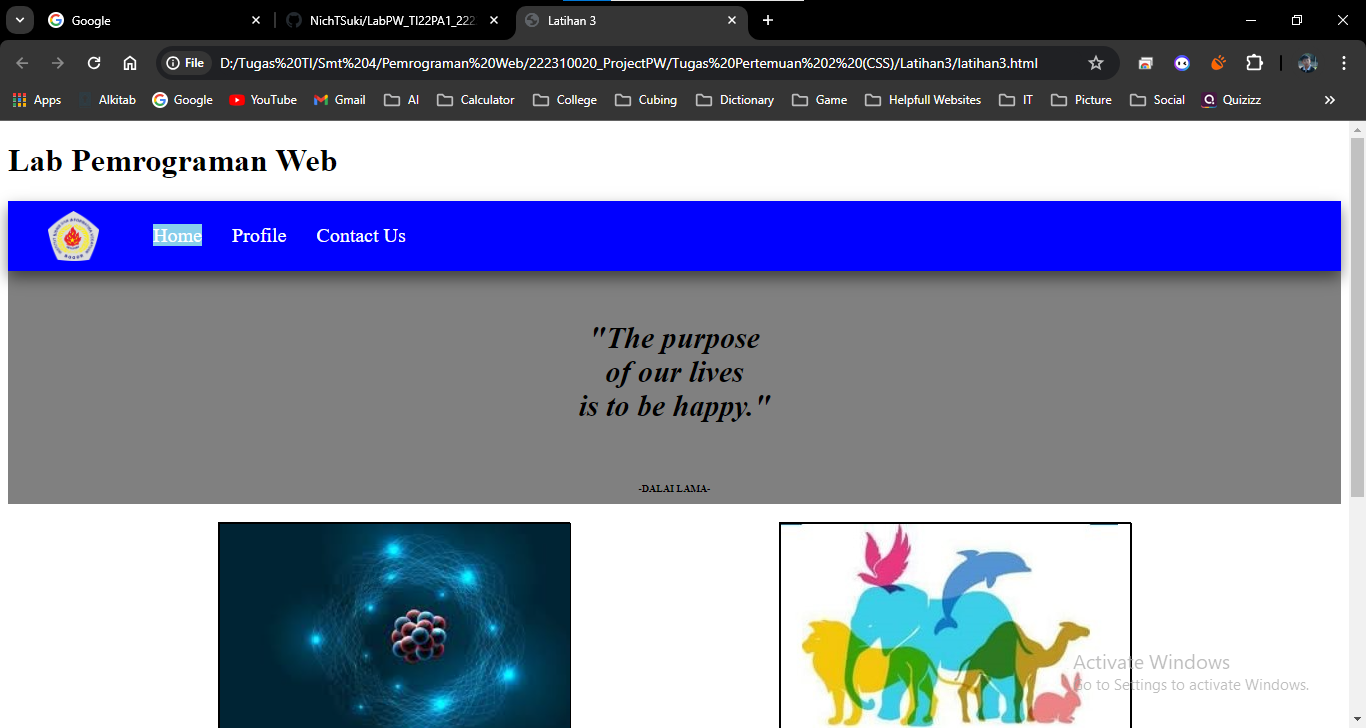 Google
NichTSuki/LabPW_TI22PA1_222
Latihan 3
File
D:/Tugas%20TI/Smt%204/Pemrograman%20Web/222310020_ProjectPW/Tugas%20Pertemuan%202%20(CSS)/Latihan3/latihan3.html
Apps
Alkitab
Google
YouTube
Gmail
AI
Calculator
College
Cubing
Dictionary
Game
Helpfull Websites
IT
Picture
Social
Quizizz
Lab Pemrograman Web
Home
Profile
Contact Us
"The purpose
of our lives
is to be happy."
-DALAI LAMA-
Activate Windows
Go to Settings to activate Windows.